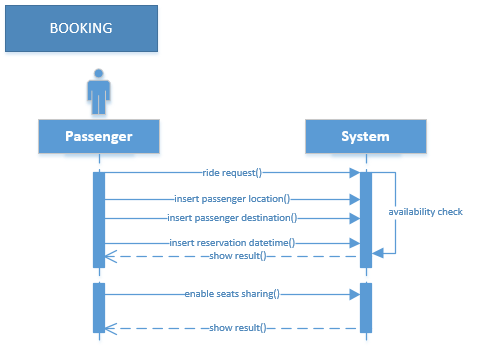 BOOKING
Passenger
System
ride request()
insert passenger location()
availability check
insert passenger destination()
insert reservation datetime()
show result()
enable seats sharing()
show result()